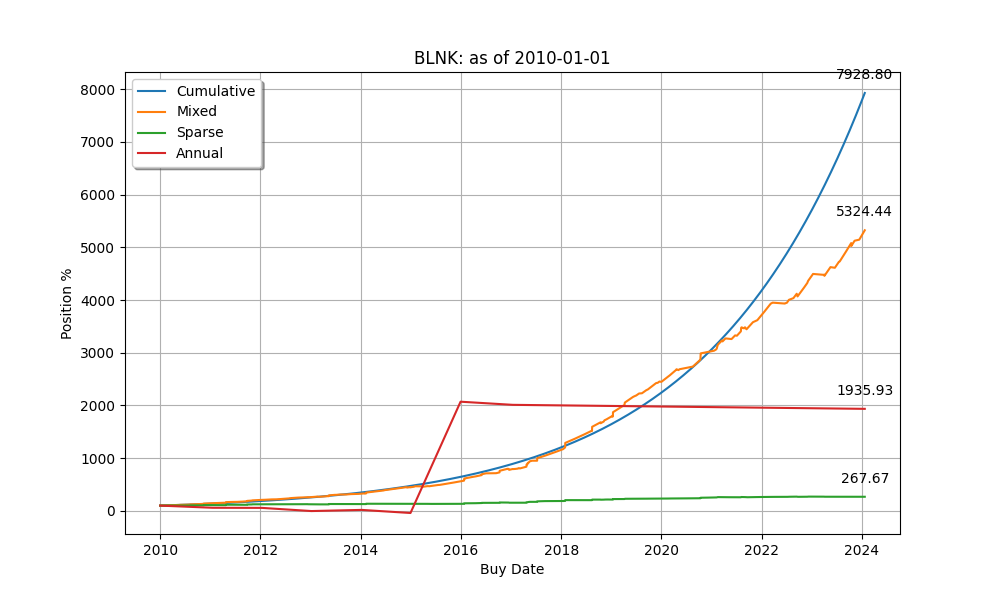 BLNK: as of 2010-01-01
Cumulative
Mixed
Sparse
Annual
7928.80
5324.44
1935.93
267.67
Position %
8000
7000
6000
5000
4000
3000
2000
1000
0
2010 2012 2014 2016 2018 2020 2022 2024
Buy Date